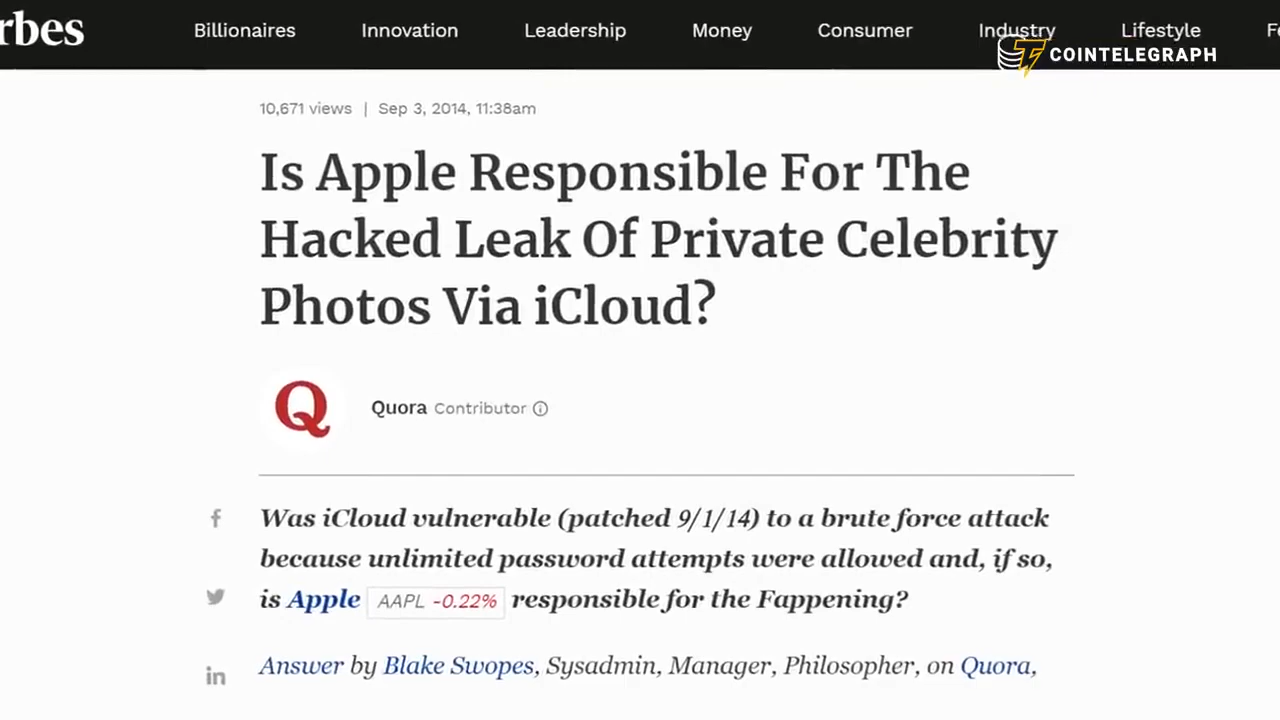 rbes Billionaires Innovation Leadership Money Consumer Industry Lifestyle
COINTELEGRAPH
10,671 views | Sep 3, 2014, 11:38am
Is Apple Responsible For The
Hacked Leak Of Private Celebrity
Photos Via iCloud?
Q
Quora Contributor
Was iCloud vulnerable (patched 9/1/14) to a brute force attack
because unlimited password attempts were allowed and, if so,
is Apple AAPL -0.22% responsible for the Fappening?
Answer by Blake Swopes, Sysadmin, Manager, Philosopher, on Quora,